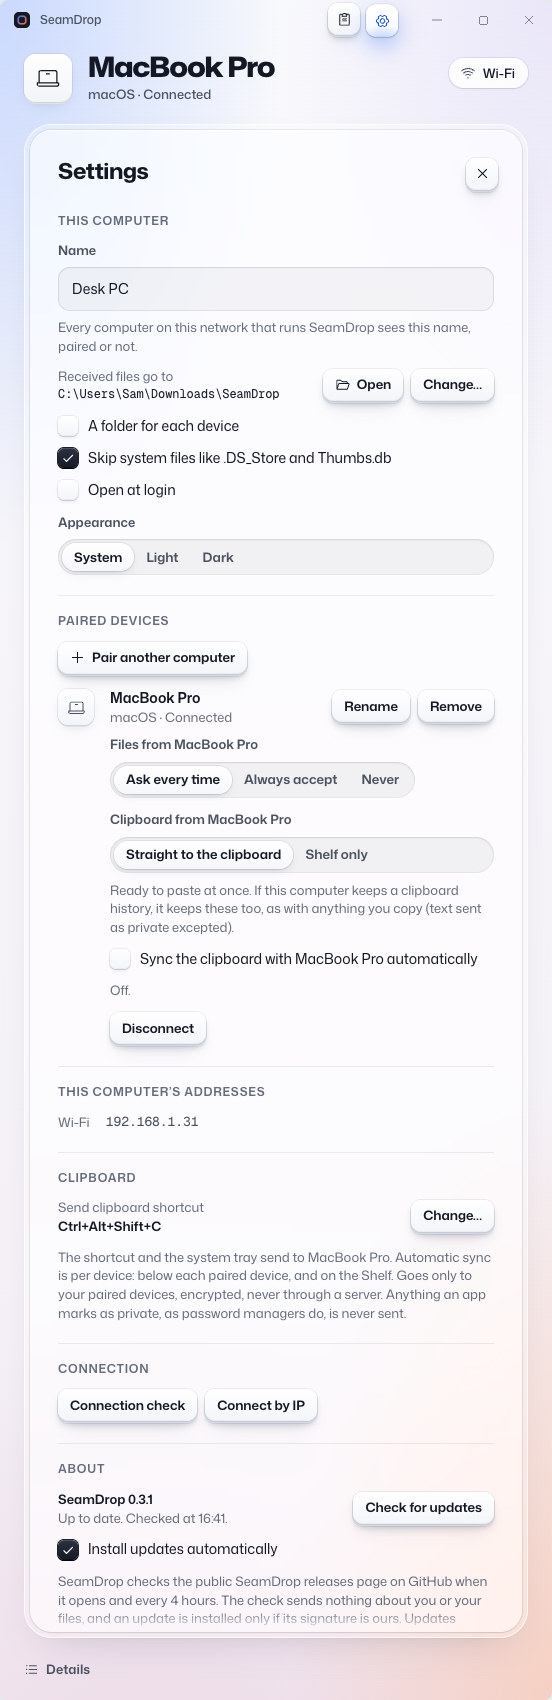 SeamDrop
MacBook Pro
macOS · Connected
Wi-Fi
Settings
THIS COMPUTER
Name
Desk PC
Every computer on this network that runs SeamDrop sees this name,
paired or not.
Received files go to
C:\Users\Sam\Downloads\SeamDrop
Open
Change...
A folder for each device
Skip system files like .DS_Store and Thumbs.db
Open at login
Appearance
System
Light
Dark
PAIRED DEVICES
Pair another computer
MacBook Pro
macOS · Connected
Rename
Remove
Files from MacBook Pro
Ask every time
Always accept
Never
Clipboard from MacBook Pro
Straight to the clipboard
Shelf only
Ready to paste at once. If this computer keeps a clipboard
history, it keeps these too, as with anything you copy (text sent
as private excepted).
Sync the clipboard with MacBook Pro automatically
Off.
Disconnect
THIS COMPUTER'S ADDRESSES
Wi-Fi 192.168.1.31
CLIPBOARD
Send clipboard shortcut
Ctrl+Alt+Shift+C
Change...
The shortcut and the system tray send to MacBook Pro. Automatic sync
is per device: below each paired device, and on the Shelf. Goes only to
your paired devices, encrypted, never through a server. Anything an app
marks as private, as password managers do, is never sent.
CONNECTION
Connection check
Connect by IP
ABOUT
SeamDrop 0.3.1
Up to date. Checked at 16:41.
Check for updates
Install updates automatically
SeamDrop checks the public SeamDrop releases page on GitHub when
it opens and every 4 hours. The check sends nothing about you or your
files, and an update is installed only if its signature is ours. Updates
Details